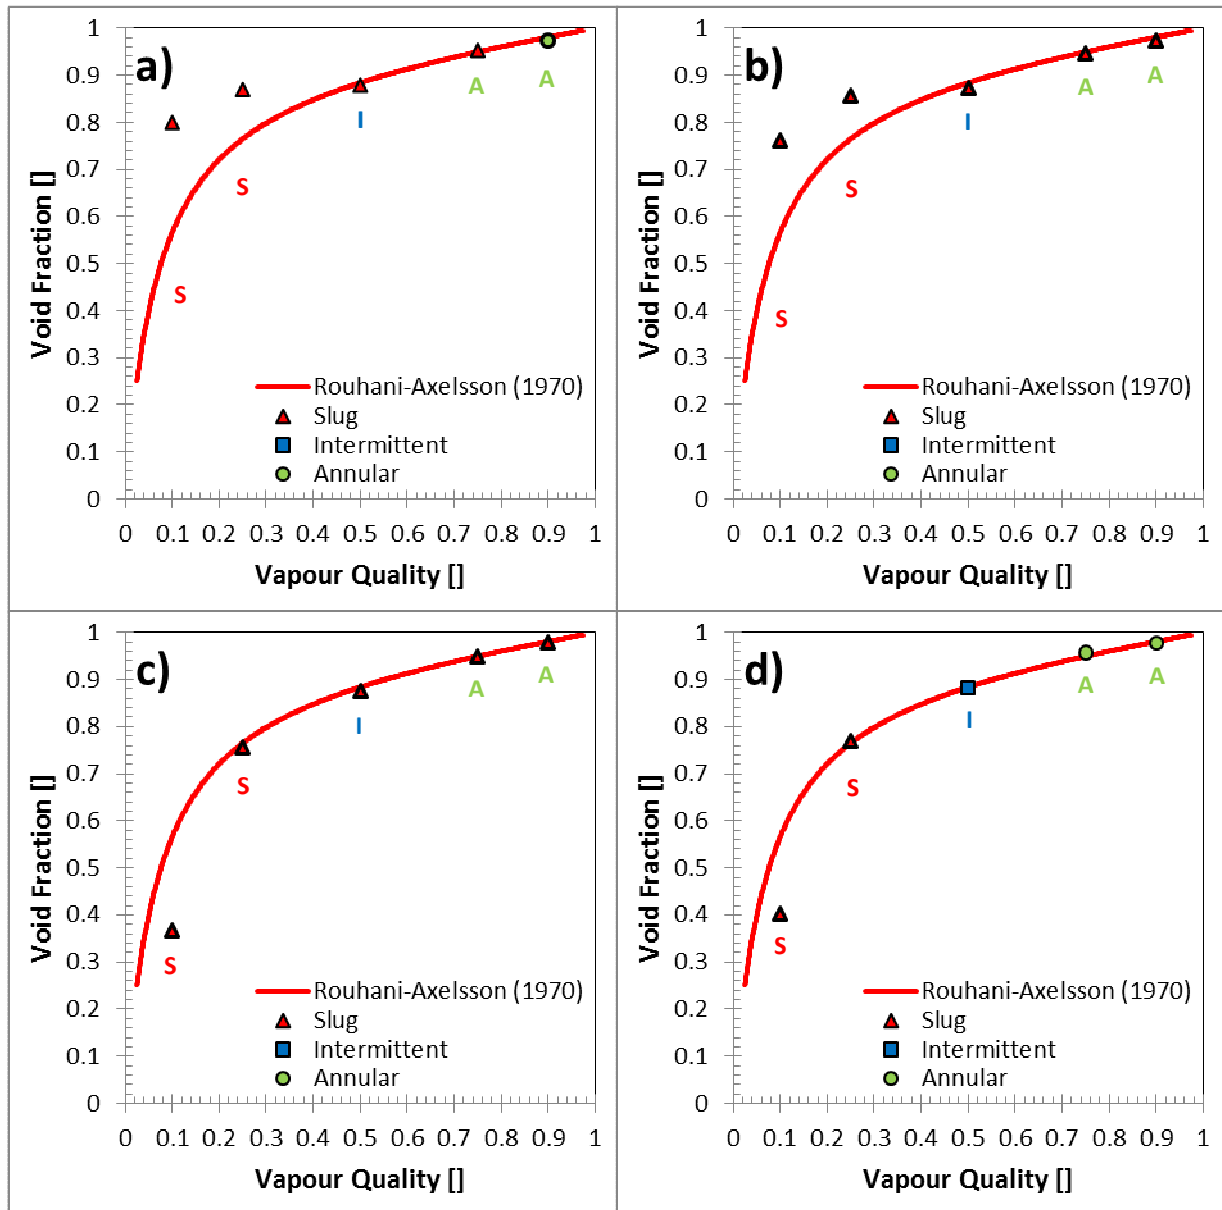 a)
1
0.9
0.8
0.7
0.6
0.5
0.4
0.3
0.2
0.1
0
Void Fraction []
A
A
I
S
S
Rouhani-Axelsson (1970)
Slug
Intermittent
Annular
0 0.1 0.2 0.3 0.4 0.5 0.6 0.7 0.8 0.9 1
Vapour Quality []
b)
1
0.9
0.8
0.7
0.6
0.5
0.4
0.3
0.2
0.1
0
Void Fraction []
A
A
I
S
S
Rouhani-Axelsson (1970)
Slug
Intermittent
Annular
0 0.1 0.2 0.3 0.4 0.5 0.6 0.7 0.8 0.9 1
Vapour Quality []
c)
1
0.9
0.8
0.7
0.6
0.5
0.4
0.3
0.2
0.1
0
Void Fraction []
A
A
I
S
S
Rouhani-Axelsson (1970)
Slug
Intermittent
Annular
0 0.1 0.2 0.3 0.4 0.5 0.6 0.7 0.8 0.9 1
Vapour Quality []
d)
1
0.9
0.8
0.7
0.6
0.5
0.4
0.3
0.2
0.1
0
Void Fraction []
A
A
I
S
S
Rouhani-Axelsson (1970)
Slug
Intermittent
Annular
0 0.1 0.2 0.3 0.4 0.5 0.6 0.7 0.8 0.9 1
Vapour Quality []